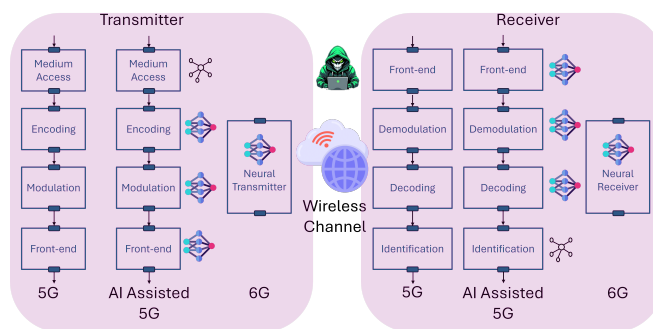 Transmitter
Medium
Access
Encoding
Modulation
Front-end
5G
Medium
Access
Encoding
Modulation
Front-end
AI Assisted
5G
Neural
Transmitter
6G
Wireless
Channel
Receiver
Front-end
Demodulation
Decoding
Identification
5G
Front-end
Demodulation
Decoding
Identification
AI Assisted
5G
Neural
Receiver
6G